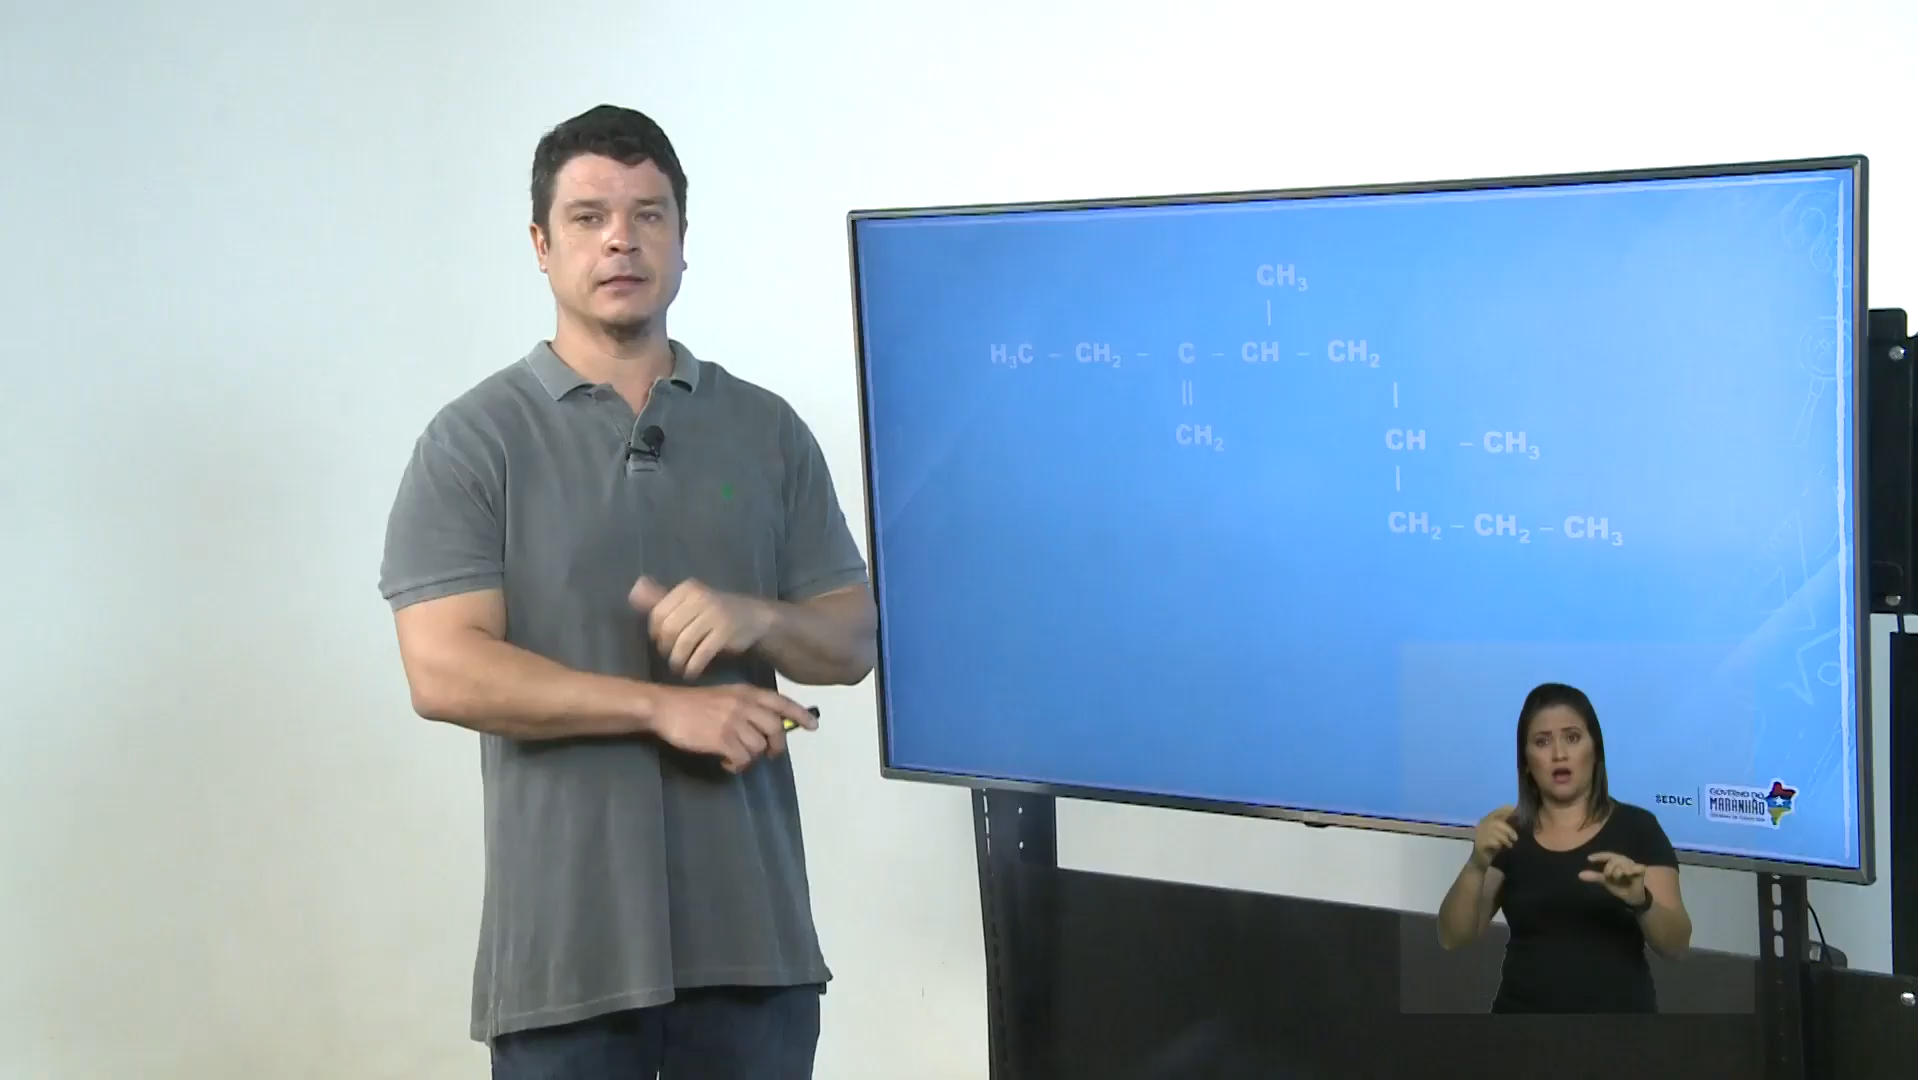 CH₃
|
H₃C – CH₂ – C – CH – CH₂
|| |
CH₂ CH – CH₃
|
CH₂ – CH₂ – CH₃
SEDUC
GOVERNO DO
MARANHÃO